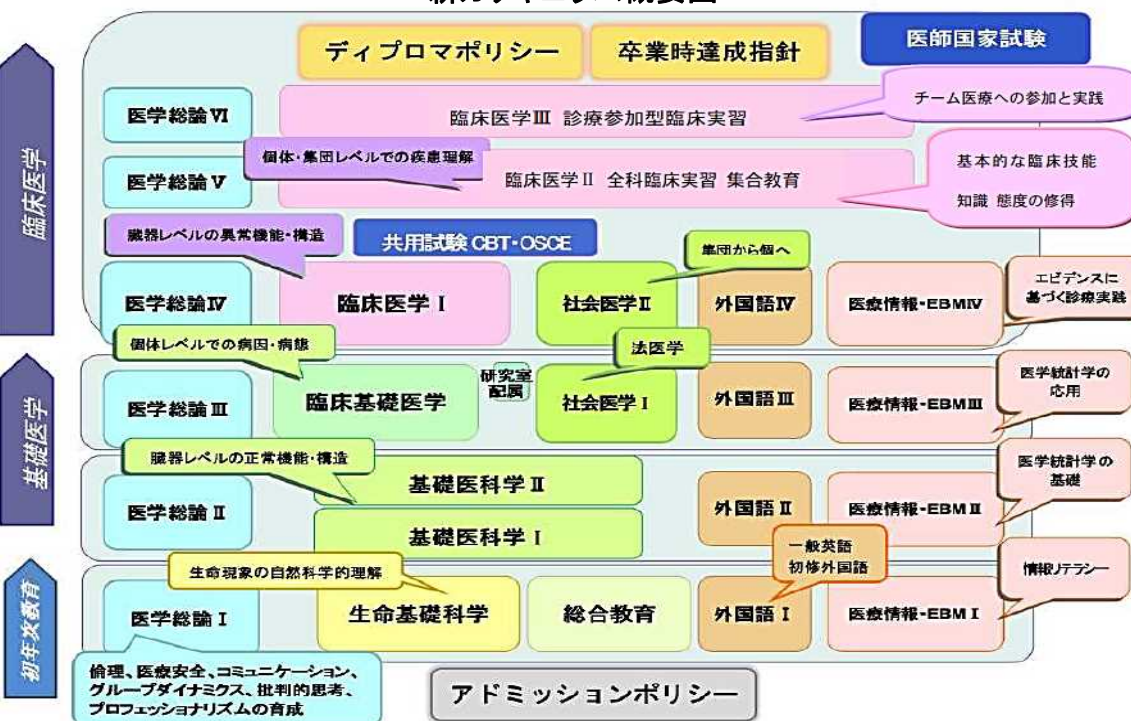 ディプロマポリシー
卒業時達成指針
医師国家試験
チーム医療への参加と実践
医学総論Ⅵ
臨床医学Ⅲ 診療参加型臨床実習
個体・集団レベルでの疾患理解
基本的な臨床技能
知識 態度の修得
医学総論Ⅴ
臨床医学Ⅱ 全科臨床実習 集合教育
臨床医学
臓器レベルの異常機能・構造
共用試験 CBT・OSCE
集団から個へ
エビデンスに
基づく診療実践
医学総論Ⅳ
臨床医学Ⅰ
社会医学Ⅱ
外国語Ⅳ
医療情報・EBMⅣ
個体レベルでの病因・病態
法医学
医学統計学の
応用
基礎医学
医学総論Ⅲ
臨床基礎医学
研究室
配属
社会医学Ⅰ
外国語Ⅲ
医療情報・EBMⅢ
臓器レベルの正常機能・構造
医学統計学の
基礎
医学総論Ⅱ
基礎医科学Ⅱ
基礎医科学Ⅰ
外国語Ⅱ
医療情報・EBMⅡ
一般英語
初修外国語
生命現象の自然科学的理解
情報リテラシー
初年次教育
医学総論Ⅰ
生命基礎科学
総合教育
外国語Ⅰ
医療情報・EBMⅠ
倫理、医療安全、コミュニケーション、
グループダイナミクス、批判的思考、
プロフェッショナリズムの育成
アドミッションポリシー